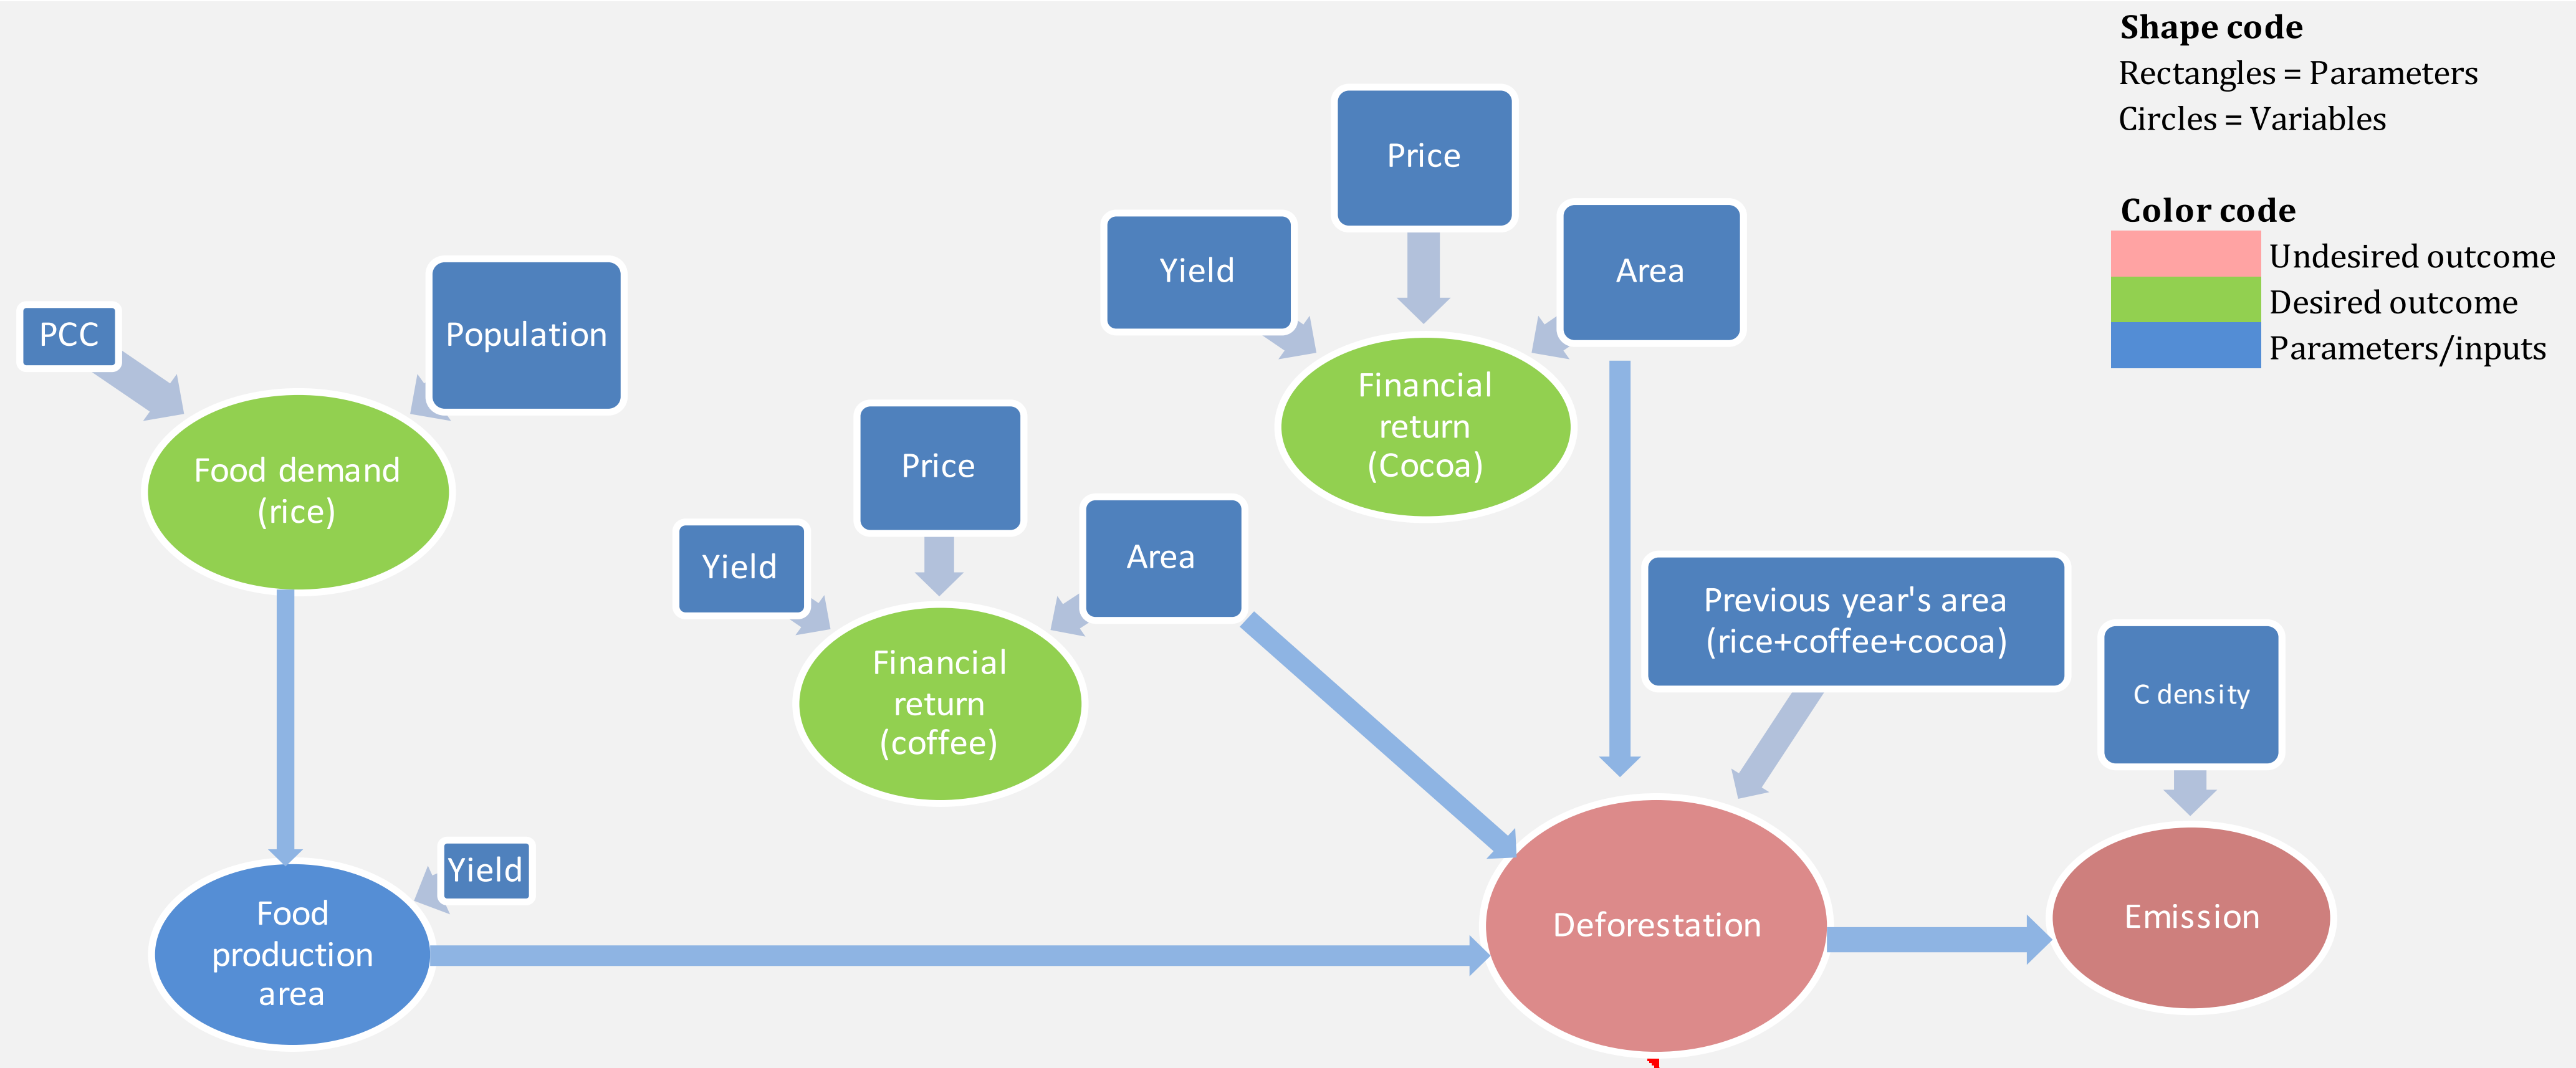 Shape code
Rectangles = Parameters
Circles = Variables
Color code
Undesired outcome
Desired outcome
Parameters/inputs
PCC
Population
Food demand
(rice)
Yield
Food
production
area
Yield
Price
Area
Financial
return
(coffee)
Yield
Price
Area
Financial
return
(Cocoa)
Previous year's area
(rice+coffee+cocoa)
C density
Deforestation
Emission